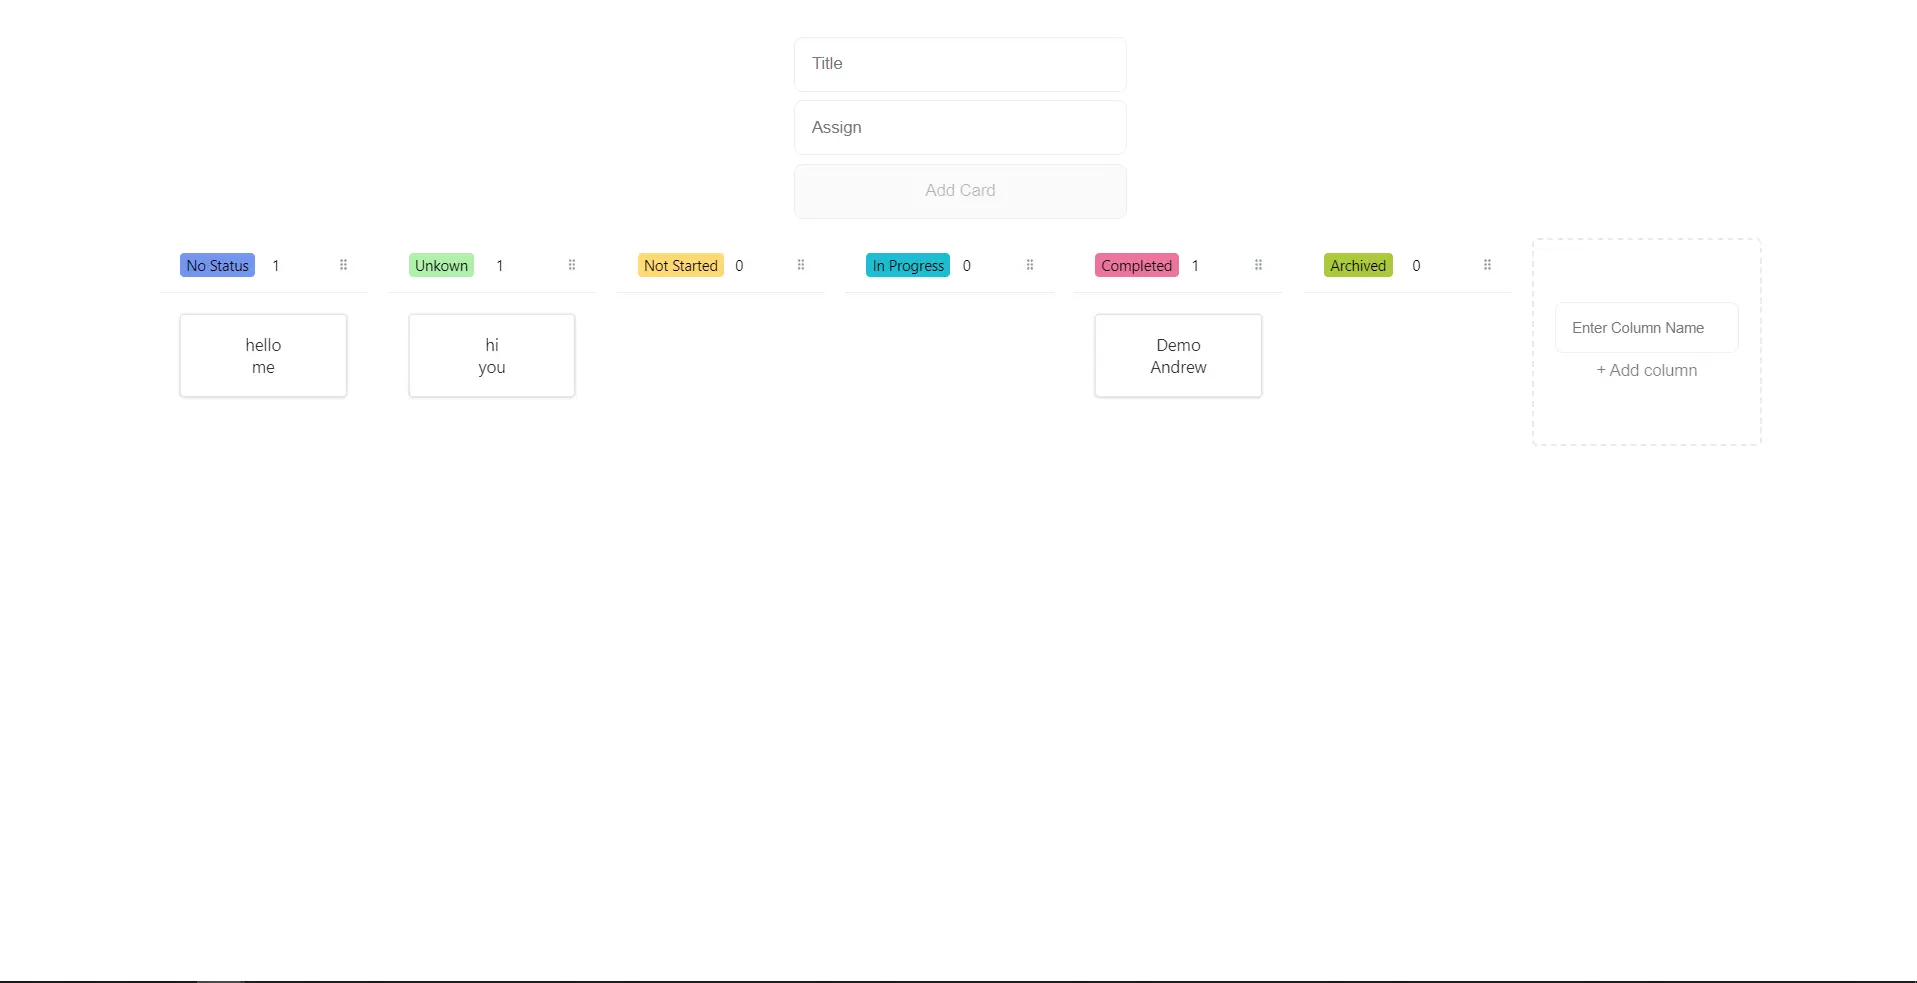 Title
Assign
Add Card
No Status 1
Unkown 1
Not Started 0
In Progress 0
Completed 1
Archived 0
hello
me
hi
you
Demo
Andrew
Enter Column Name
+ Add column